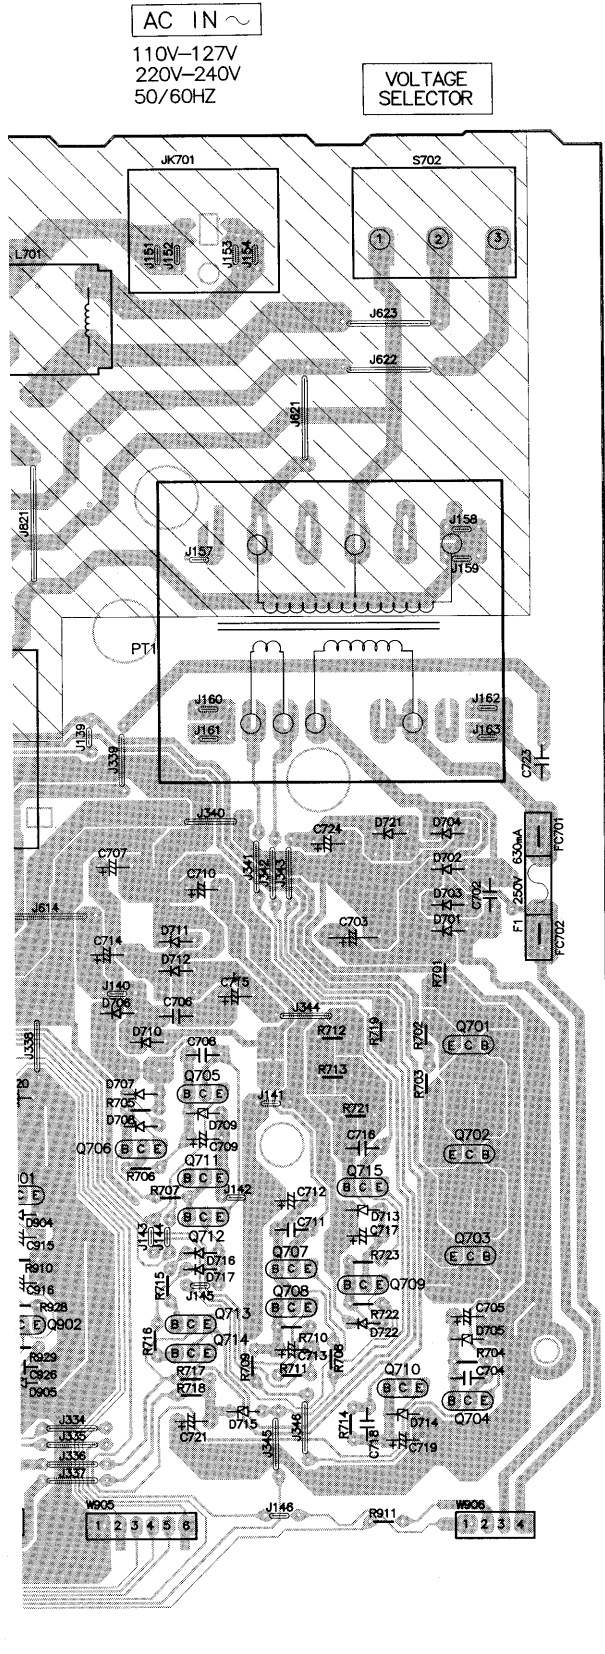 AC IN ~
110V–127V
220V–240V
50/60HZ
VOLTAGE
SELECTOR
JK701
S702
L701
J151
J152
J153
J154
1
2
3
J623
J622
J621
J821
J158
J157
J159
PT1
J160
J162
J161
J163
J139
J339
C723
J340
C724
D721
D704
FC701
F1 250V 630mA
C707
J341
J342
J343
D702
C710
D703
C702
J614
C703
D701
FC702
D711
C714
D712
R701
J140
C715
D706
C706
J344
D710
R712
R719
R702
Q701
E C B
J338
C708
R713
R703
D707
Q705
B C E
R705
J141
D708
D709
R721
Q706
B C E
C709
C716
Q702
E C B
Q711
B C E
R706
Q715
B C E
R707
J142
C712
D904
B C E
D713
C711
C717
C915
J143
J144
Q712
Q703
E C B
R910
D716
Q707
B C E
R723
D717
C916
R715
J145
Q709
B C E
Q708
B C E
R928
Q713
B C E
R722
C705
Q902
R716
R710
D722
D705
Q714
B C E
C713
R708
R704
R929
R709
C926
R717
R711
Q710
B C E
C704
D905
R718
Q704
B C E
D715
J346
R714
D714
J334
C721
C718
J335
J345
C719
J336
J337
W905
1 2 3 4 5 6
J146
R911
W906
1 2 3 4